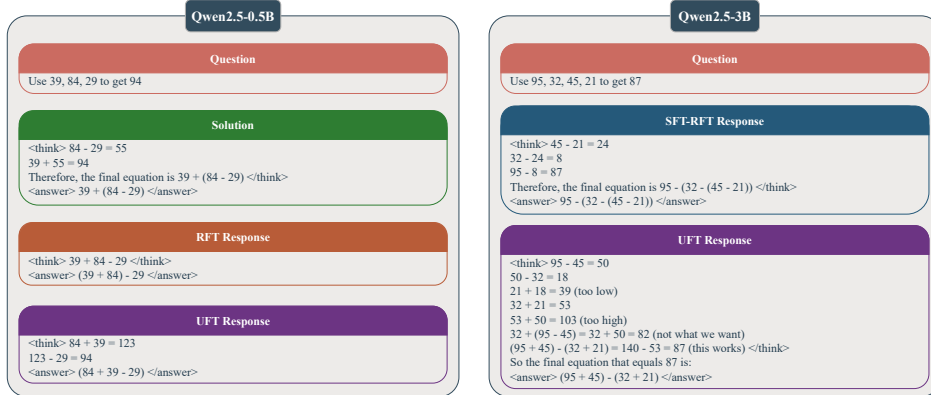 Qwen2.5-0.5B
Question
Use 39, 84, 29 to get 94
Solution
<think> 84 - 29 = 55
39 + 55 = 94
Therefore, the final equation is 39 + (84 - 29) </think>
<answer> 39 + (84 - 29) </answer>
RFT Response
<think> 39 + 84 - 29 </think>
<answer> (39 + 84) - 29 </answer>
UFT Response
<think> 84 + 39 = 123
123 - 29 = 94
<answer> (84 + 39 - 29) </answer>
Qwen2.5-3B
Question
Use 95, 32, 45, 21 to get 87
SFT-RFT Response
<think> 45 - 21 = 24
32 - 24 = 8
95 - 8 = 87
Therefore, the final equation is 95 - (32 - (45 - 21)) </think>
<answer> 95 - (32 - (45 - 21)) </answer>
UFT Response
<think> 95 - 45 = 50
50 - 32 = 18
21 + 18 = 39 (too low)
32 + 21 = 53
53 + 50 = 103 (too high)
32 + (95 - 45) = 32 + 50 = 82 (not what we want)
(95 + 45) - (32 + 21) = 140 - 53 = 87 (this works) </think>
So the final equation that equals 87 is:
<answer> (95 + 45) - (32 + 21) </answer>